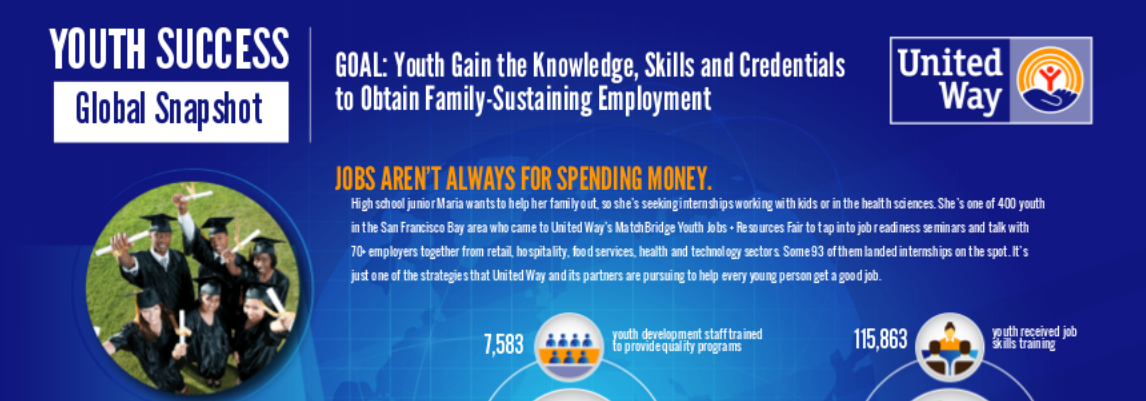 YOUTH SUCCESS
Global Snapshot
GOAL: Youth Gain the Knowledge, Skills and Credentials
to Obtain Family-Sustaining Employment
United
Way
JOBS AREN'T ALWAYS FOR SPENDING MONEY.
High school junior Maria wants to help her family out, so she's seeking internships working with kids or in the health sciences. She's one of 400 youth
in the San Francisco Bay area who came to United Way's MatchBridge Youth Jobs + Resources Fair to tap into job readiness seminars and talk with
70+ employers together from retail, hospitality, food services, health and technology sectors. Some 93 of them landed internships on the spot. It's
just one of the strategies that United Way and its partners are pursuing to help every young person get a good job.
7,583
youth development staff trained
to provide quality programs
115,863
youth received job
skills training